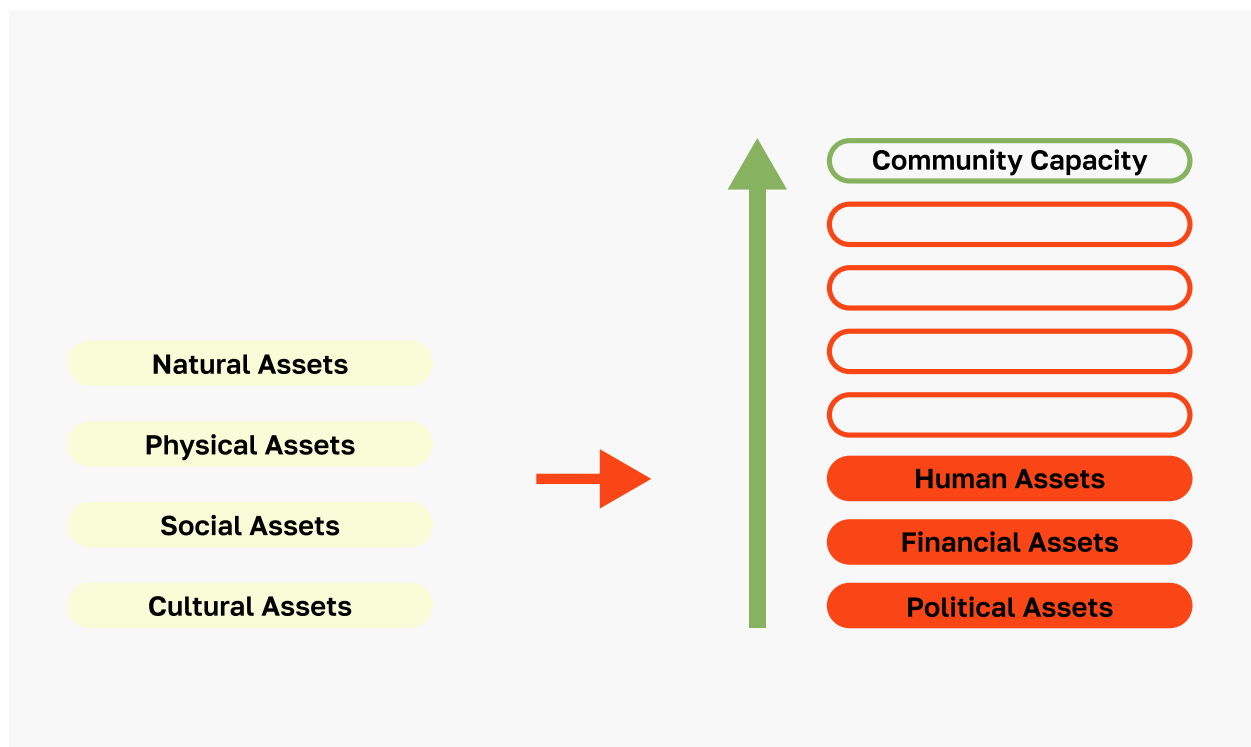 Natural Assets
Physical Assets
Social Assets
Cultural Assets
Community Capacity
Human Assets
Financial Assets
Political Assets